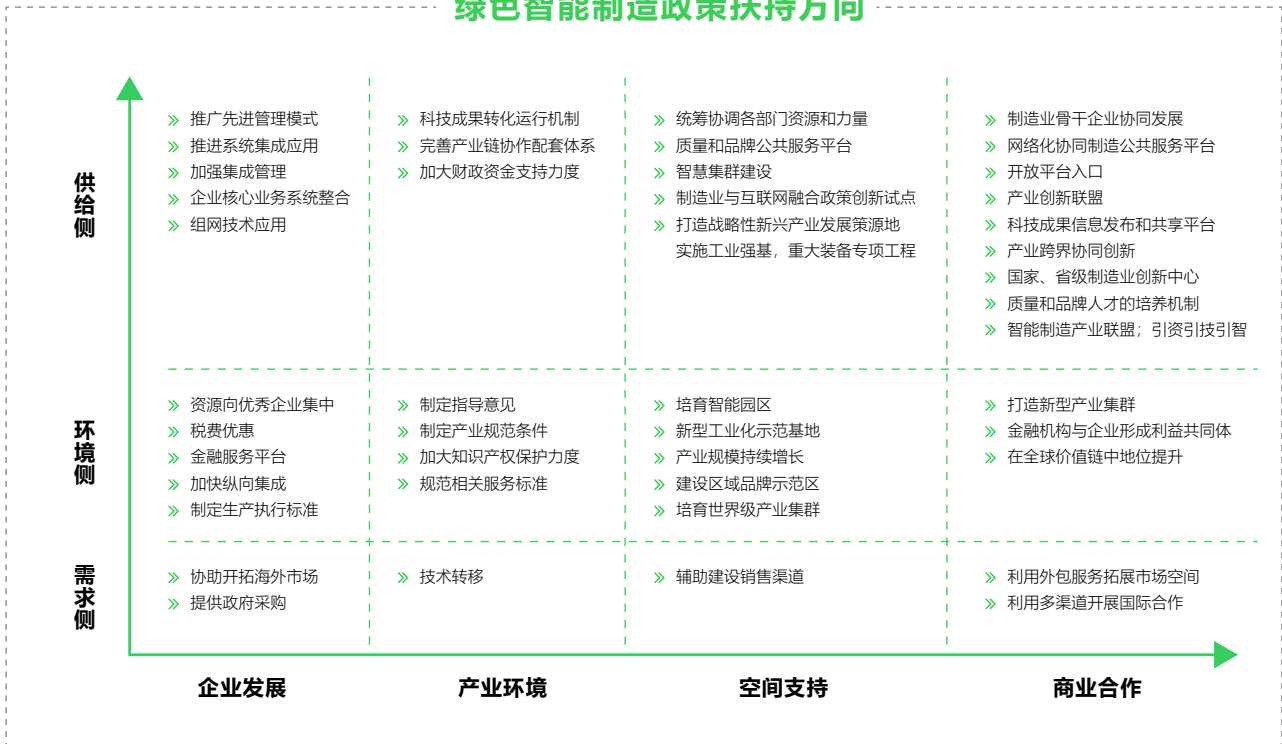 绿色智能制造政策扶持方向
供给侧
推广先进管理模式
推进系统集成应用
加强集成管理
企业核心业务系统整合
组网技术应用
科技成果转化运行机制
完善产业链协作配套体系
加大财政资金支持力度
统筹协调各部门资源和力量
质量和品牌公共服务平台
智慧集群建设
制造业与互联网融合政策创新试点
打造战略性新兴产业发展策源地
实施工业强基，重大装备专项工程
制造业骨干企业协同发展
网络化协同制造公共服务平台
开放平台入口
产业创新联盟
科技成果信息发布和共享平台
产业跨界协同创新
国家、省级制造业创新中心
质量和品牌人才的培养机制
智能制造产业联盟；引资引技引智
环境侧
资源向优秀企业集中
税费优惠
金融服务平台
加快纵向集成
制定生产执行标准
制定指导意见
制定产业规范条件
加大知识产权保护力度
规范相关服务标准
培育智能园区
新型工业化示范基地
产业规模持续增长
建设区域品牌示范区
培育世界级产业集群
打造新型产业集群
金融机构与企业形成利益共同体
在全球价值链中地位提升
需求侧
协助开拓海外市场
提供政府采购
技术转移
辅助建设销售渠道
利用外包服务拓展市场空间
利用多渠道开展国际合作
企业发展
产业环境
空间支持
商业合作